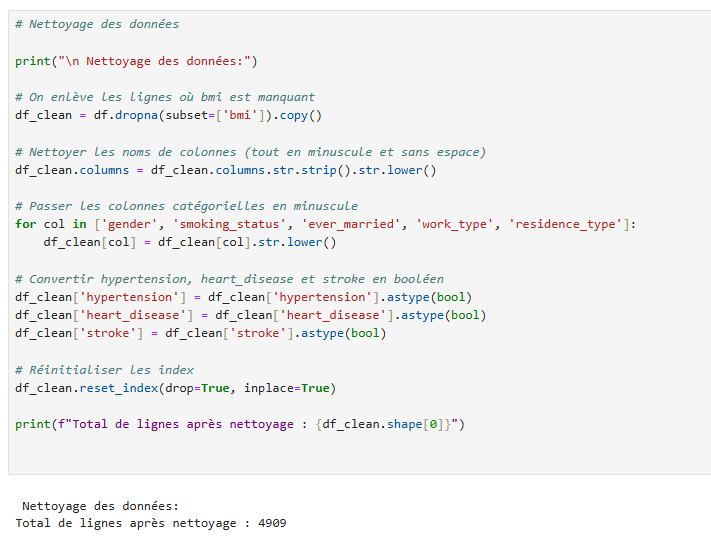 # Nettoyage des données
print("\n Nettoyage des données:")
# On enlève les lignes où bmi est manquant
df_clean = df.dropna(subset=['bmi']).copy()
# Nettoyer les noms de colonnes (tout en minuscule et sans espace)
df_clean.columns = df_clean.columns.str.strip().str.lower()
# Passer les colonnes catégorielles en minuscule
for col in ['gender', 'smoking_status', 'ever_married', 'work_type', 'residence_type']:
    df_clean[col] = df_clean[col].str.lower()
# Convertir hypertension, heart_disease et stroke en booléen
df_clean['hypertension'] = df_clean['hypertension'].astype(bool)
df_clean['heart_disease'] = df_clean['heart_disease'].astype(bool)
df_clean['stroke'] = df_clean['stroke'].astype(bool)
# Réinitialiser les index
df_clean.reset_index(drop=True, inplace=True)
print(f"Total de lignes après nettoyage : {df_clean.shape[0]}")
 Nettoyage des données:
Total de lignes après nettoyage : 4909